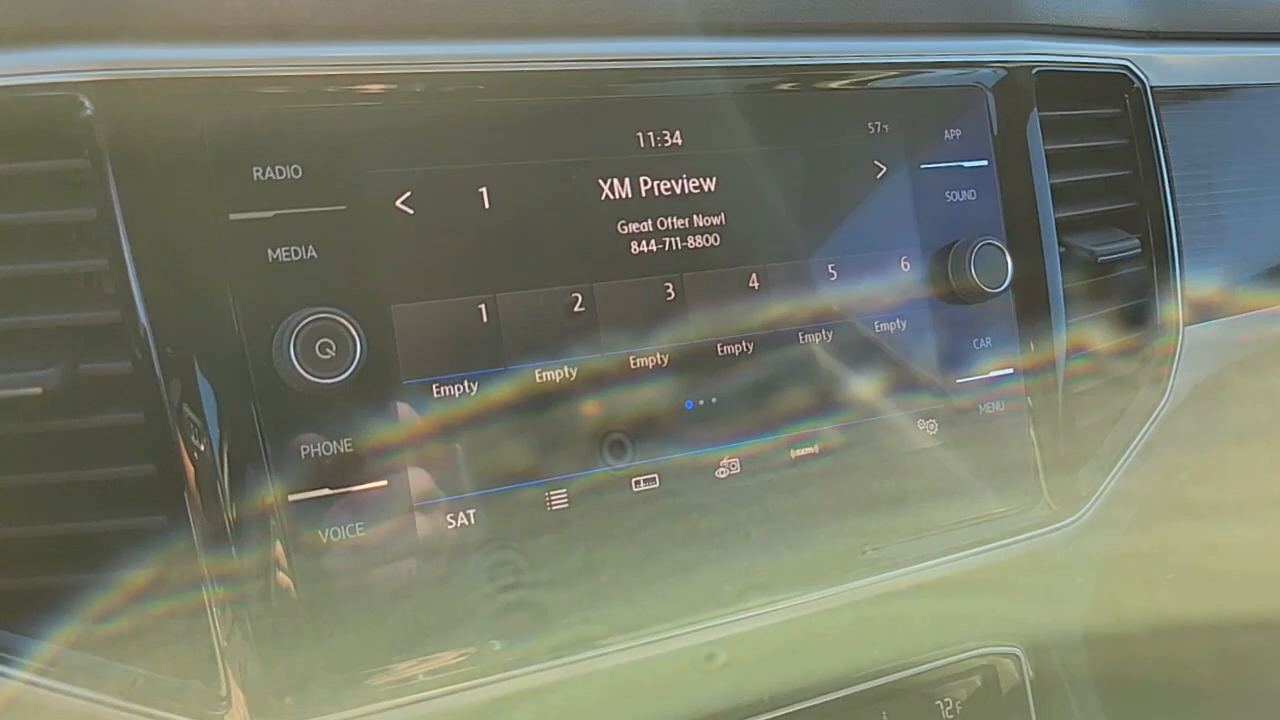 11:34
57°F
< 1 XM Preview >
Great Offer Now!
844-711-8800
RADIO
MEDIA
PHONE
VOICE
1 2 3 4 5 6
Empty Empty Empty Empty Empty Empty
SAT
(sxm)
APP
SOUND
CAR
MENU
72°F